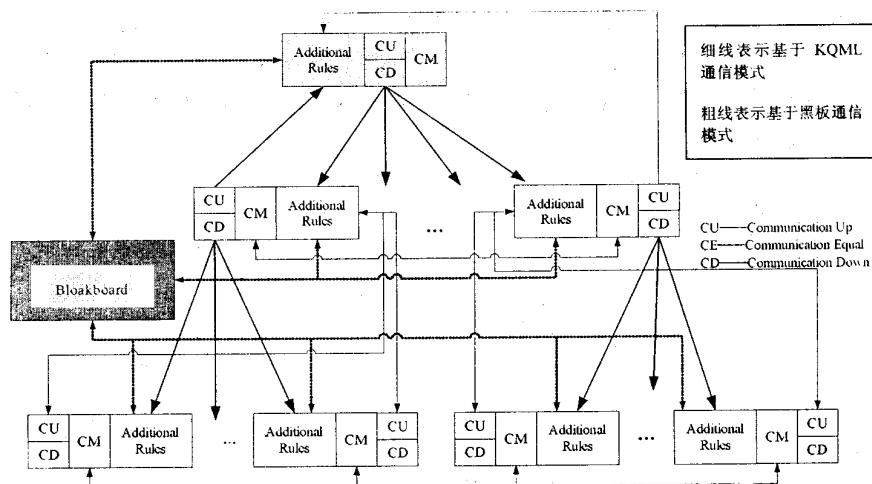 Additional Rules
CU
CD
CM
细线表示基于 KQML
通信模式
粗线表示基于黑板通信
模式
CU
CD
CM
Additional Rules
...
Additional Rules
CM
CU
CD
CU——Communication Up
CE——Communication Equal
CD——Communication Down
Bloakboard
CU
CD
CM
Additional Rules
...
Additional Rules
CM
CU
CD
CU
CD
CM
Additional Rules
...
Additional Rules
CM
CU
CD